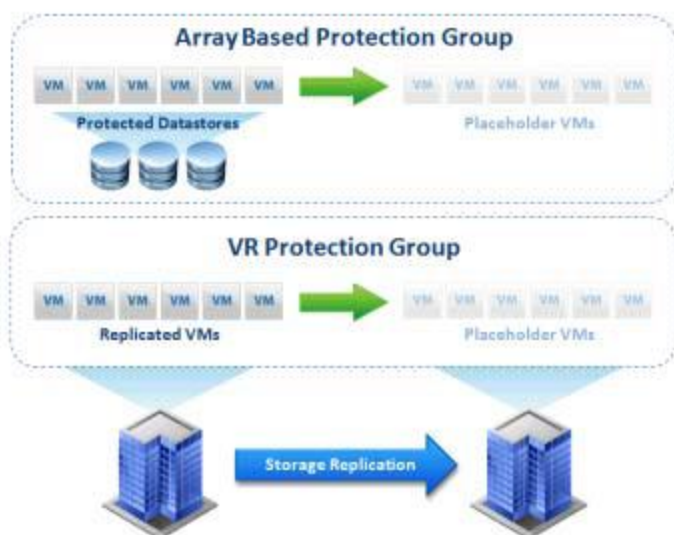 Array Based Protection Group
VM VM VM VM VM VM VM VM VM VM VM VM
Protected Datastores Placeholder VMs
VR Protection Group
VM VM VM VM VM VM VM VM VM VM VM VM
Replicated VMs Placeholder VMs
Storage Replication